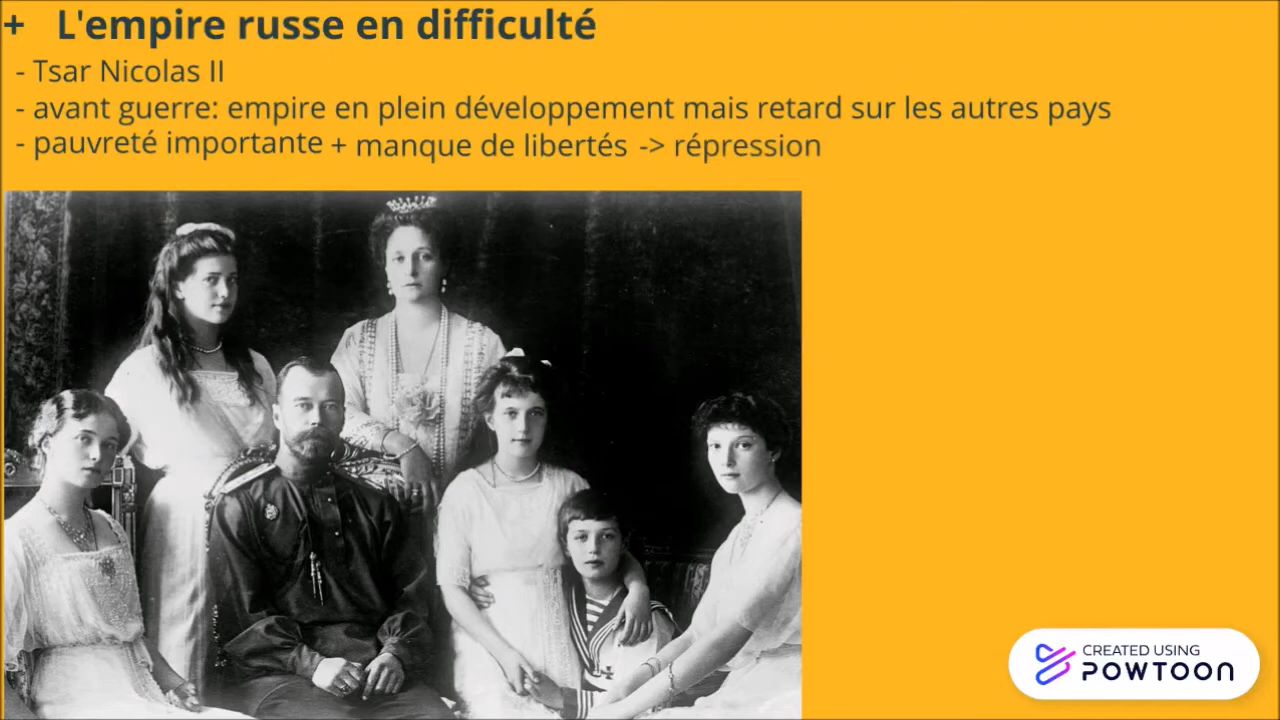 + L'empire russe en difficulté
- Tsar Nicolas II
- avant guerre: empire en plein développement mais retard sur les autres pays
- pauvreté importante + manque de libertés -> répression
CREATED USING
POWTOON